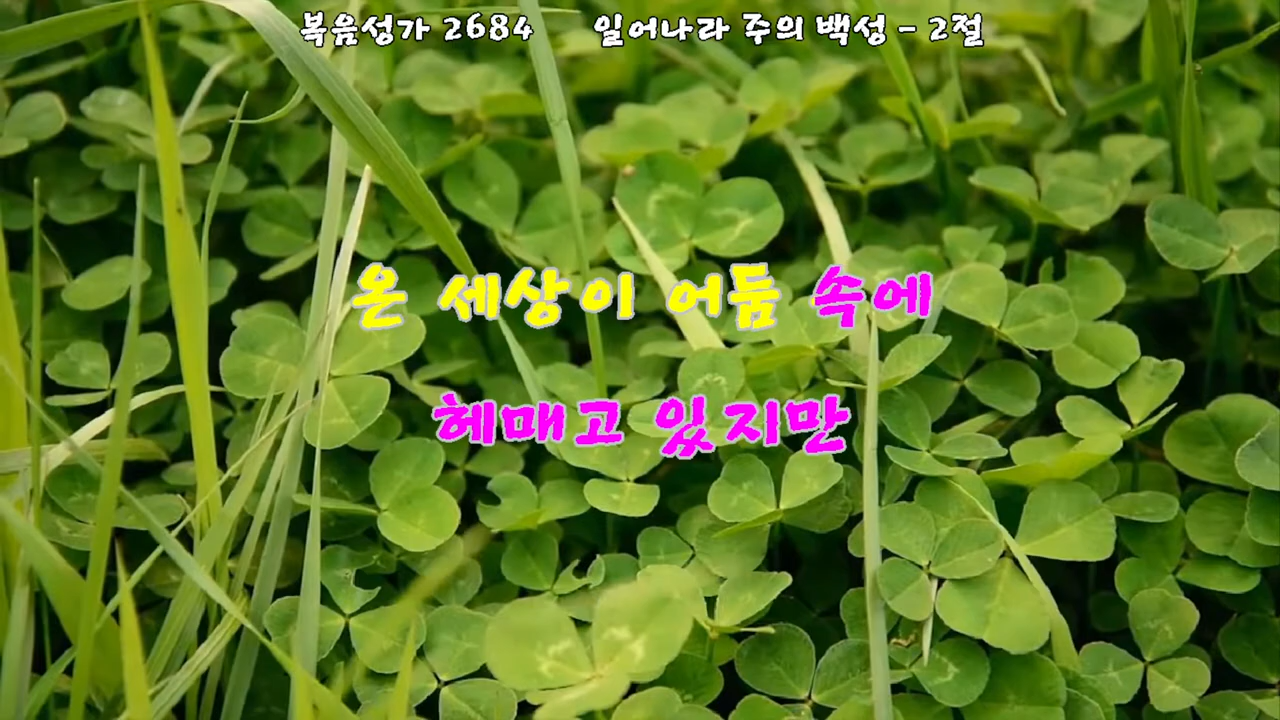 복음성가 2684 일어나라 주의 백성 - 2절
온 세상이 어둠 속에
헤매고 있지만